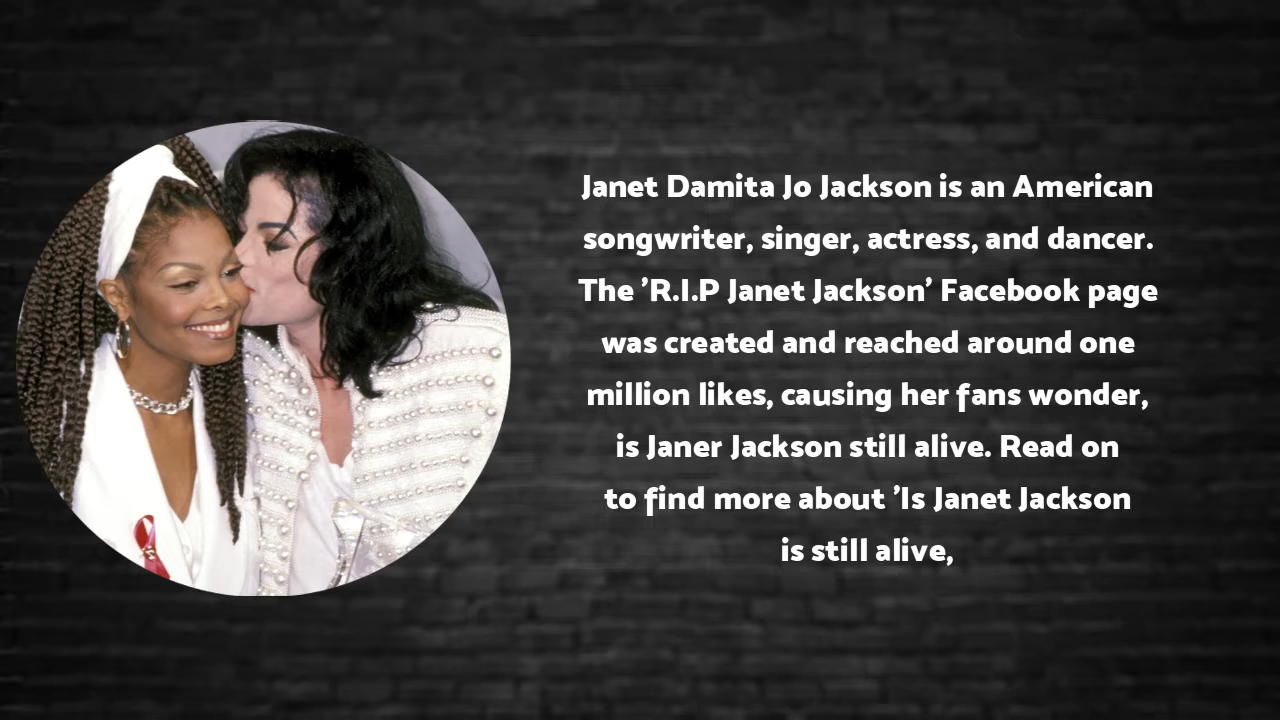 Janet Damita Jo Jackson is an American
songwriter, singer, actress, and dancer.
The 'R.I.P Janet Jackson' Facebook page
was created and reached around one
million likes, causing her fans wonder,
is Janer Jackson still alive. Read on
to find more about 'Is Janet Jackson
is still alive,